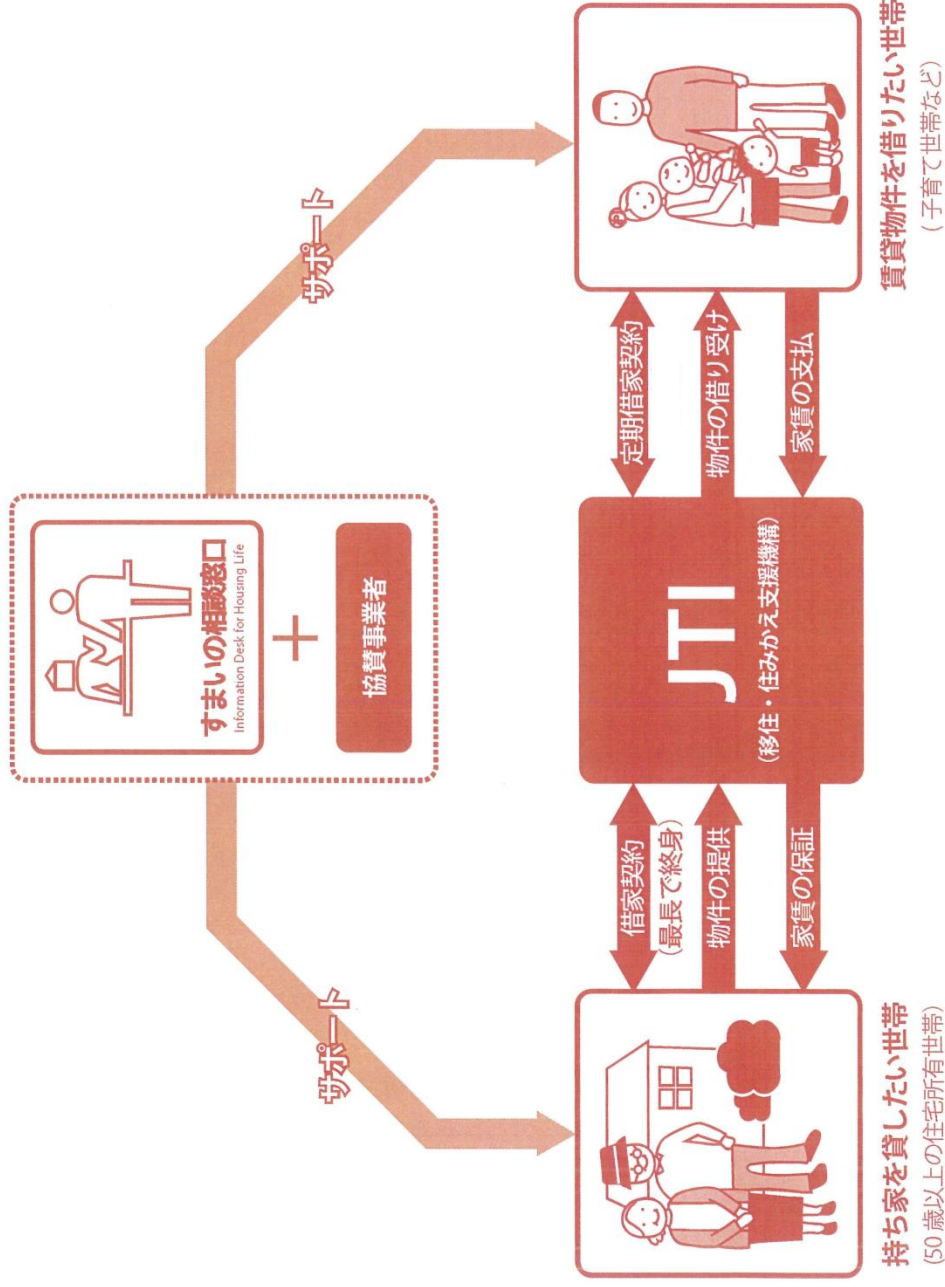 すまいの相談窓口
Information Desk for Housing Life
+
協賛事業者
サポート
サポート
借家契約
(最長で終身)
物件の提供
家賃の保証
JTI
(移住・住みかえ支援機構)
定期借家契約
物件の借り受け
家賃の支払
持ち家を貸したい世帯
(50歳以上の住宅所有世帯)
賃貸物件を借りたい世帯
(子育て世帯など)